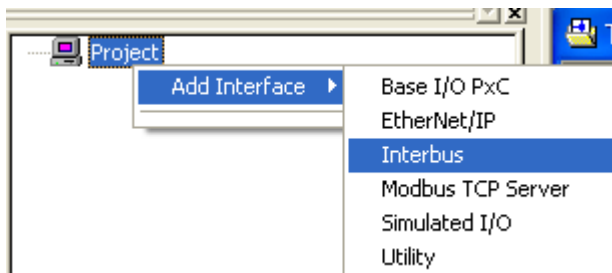 Project
Add Interface
Base I/O PxC
EtherNet/IP
Interbus
Modbus TCP Server
Simulated I/O
Utility